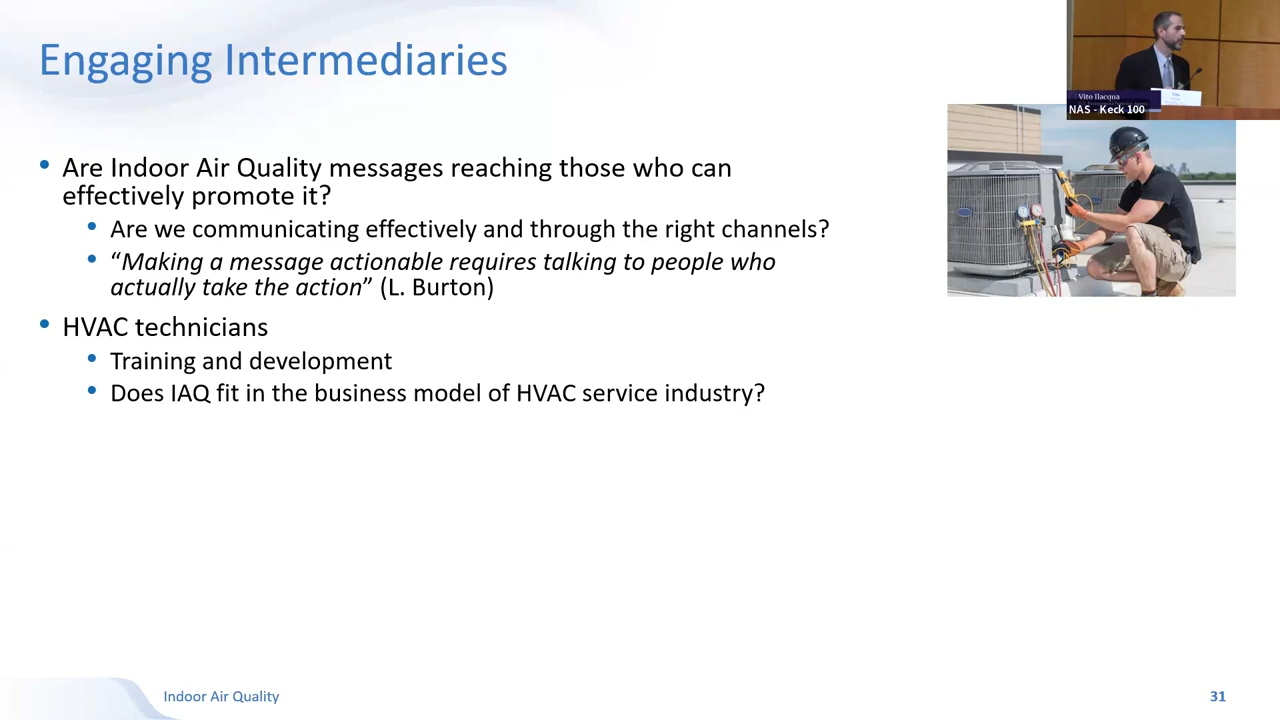 Engaging Intermediaries
Vito Ilacqua
NAS - Keck 100
Are Indoor Air Quality messages reaching those who can
effectively promote it?
Are we communicating effectively and through the right channels?
“Making a message actionable requires talking to people who
actually take the action” (L. Burton)
HVAC technicians
Training and development
Does IAQ fit in the business model of HVAC service industry?
Indoor Air Quality
31